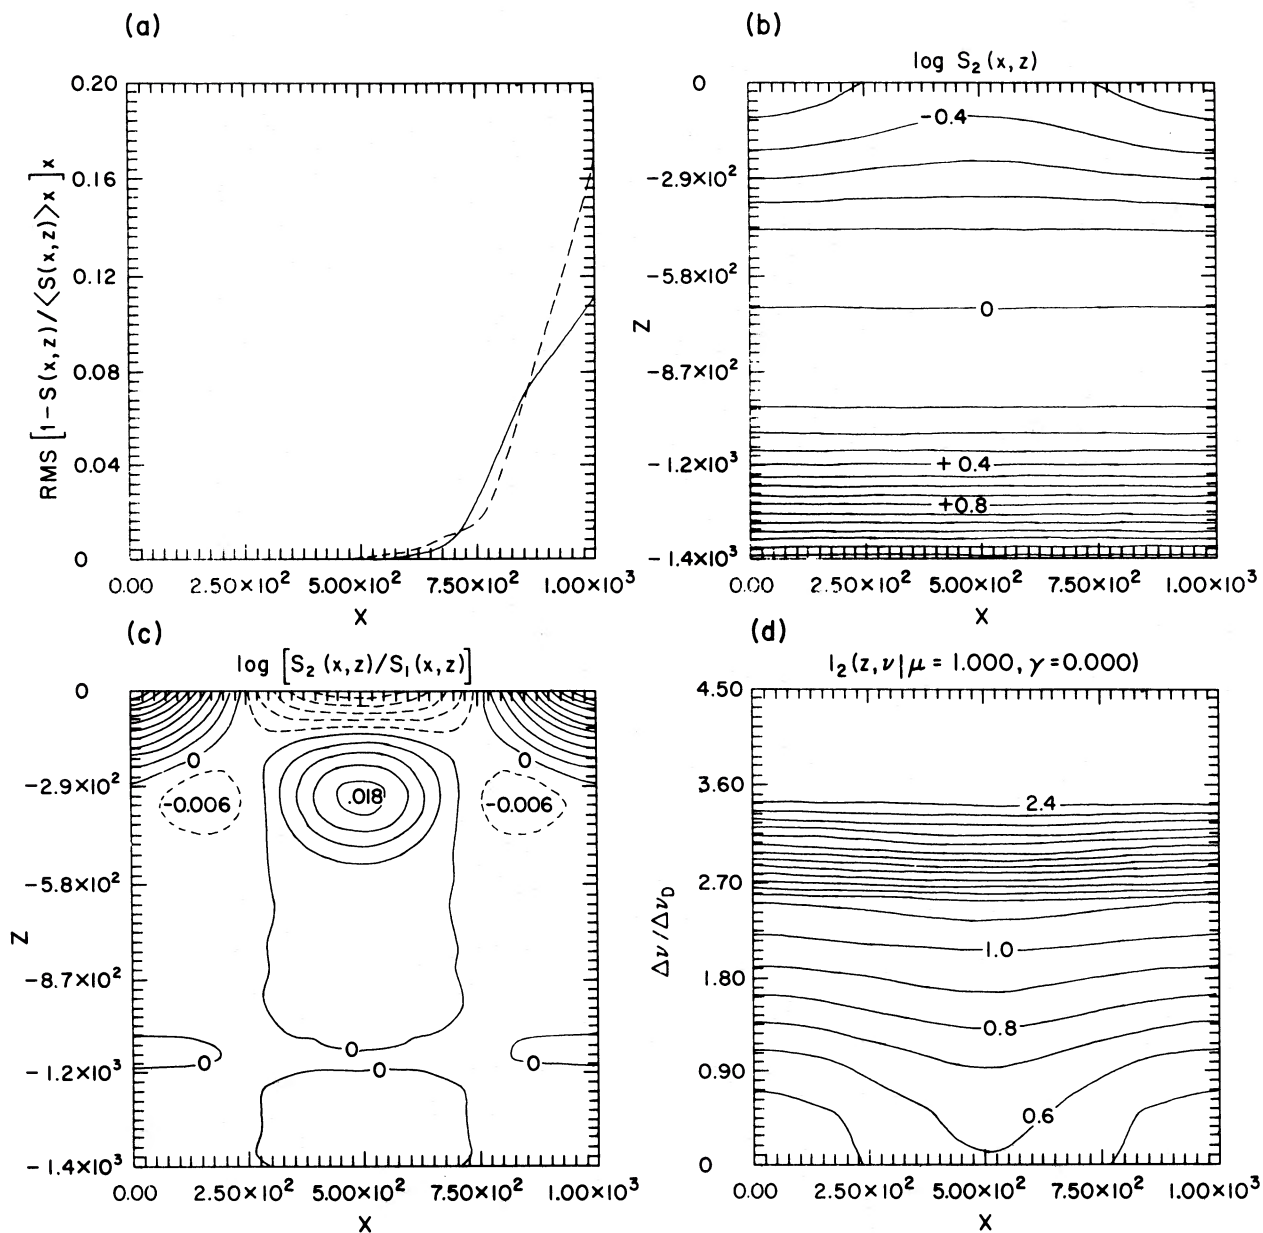 (a)
RMS [1 - S(x,z)/<S(x,z)>x]x
0.20
0.16
0.12
0.08
0.04
0
0.00 2.50×10² 5.00×10² 7.50×10² 1.00×10³
X
(b)
log S₂(x,z)
Z
0
-2.9×10²
-5.8×10²
-8.7×10²
-1.2×10³
-1.4×10³
-0.4
0
+0.4
+0.8
0.00 2.50×10² 5.00×10² 7.50×10² 1.00×10³
X
(c)
log [S₂(x,z)/S₁(x,z)]
Z
0
-2.9×10²
-5.8×10²
-8.7×10²
-1.2×10³
-1.4×10³
L
0 0
-0.006 .018 -0.006
0
0 0 0
0.00 2.50×10² 5.00×10² 7.50×10² 1.00×10³
X
(d)
I₂(z,ν|μ=1.000, γ=0.000)
Δν/Δν_D
4.50
3.60
2.70
1.80
0.90
0
2.4
1.0
0.8
0.6
0.00 2.50×10² 5.00×10² 7.50×10² 1.00×10³
X